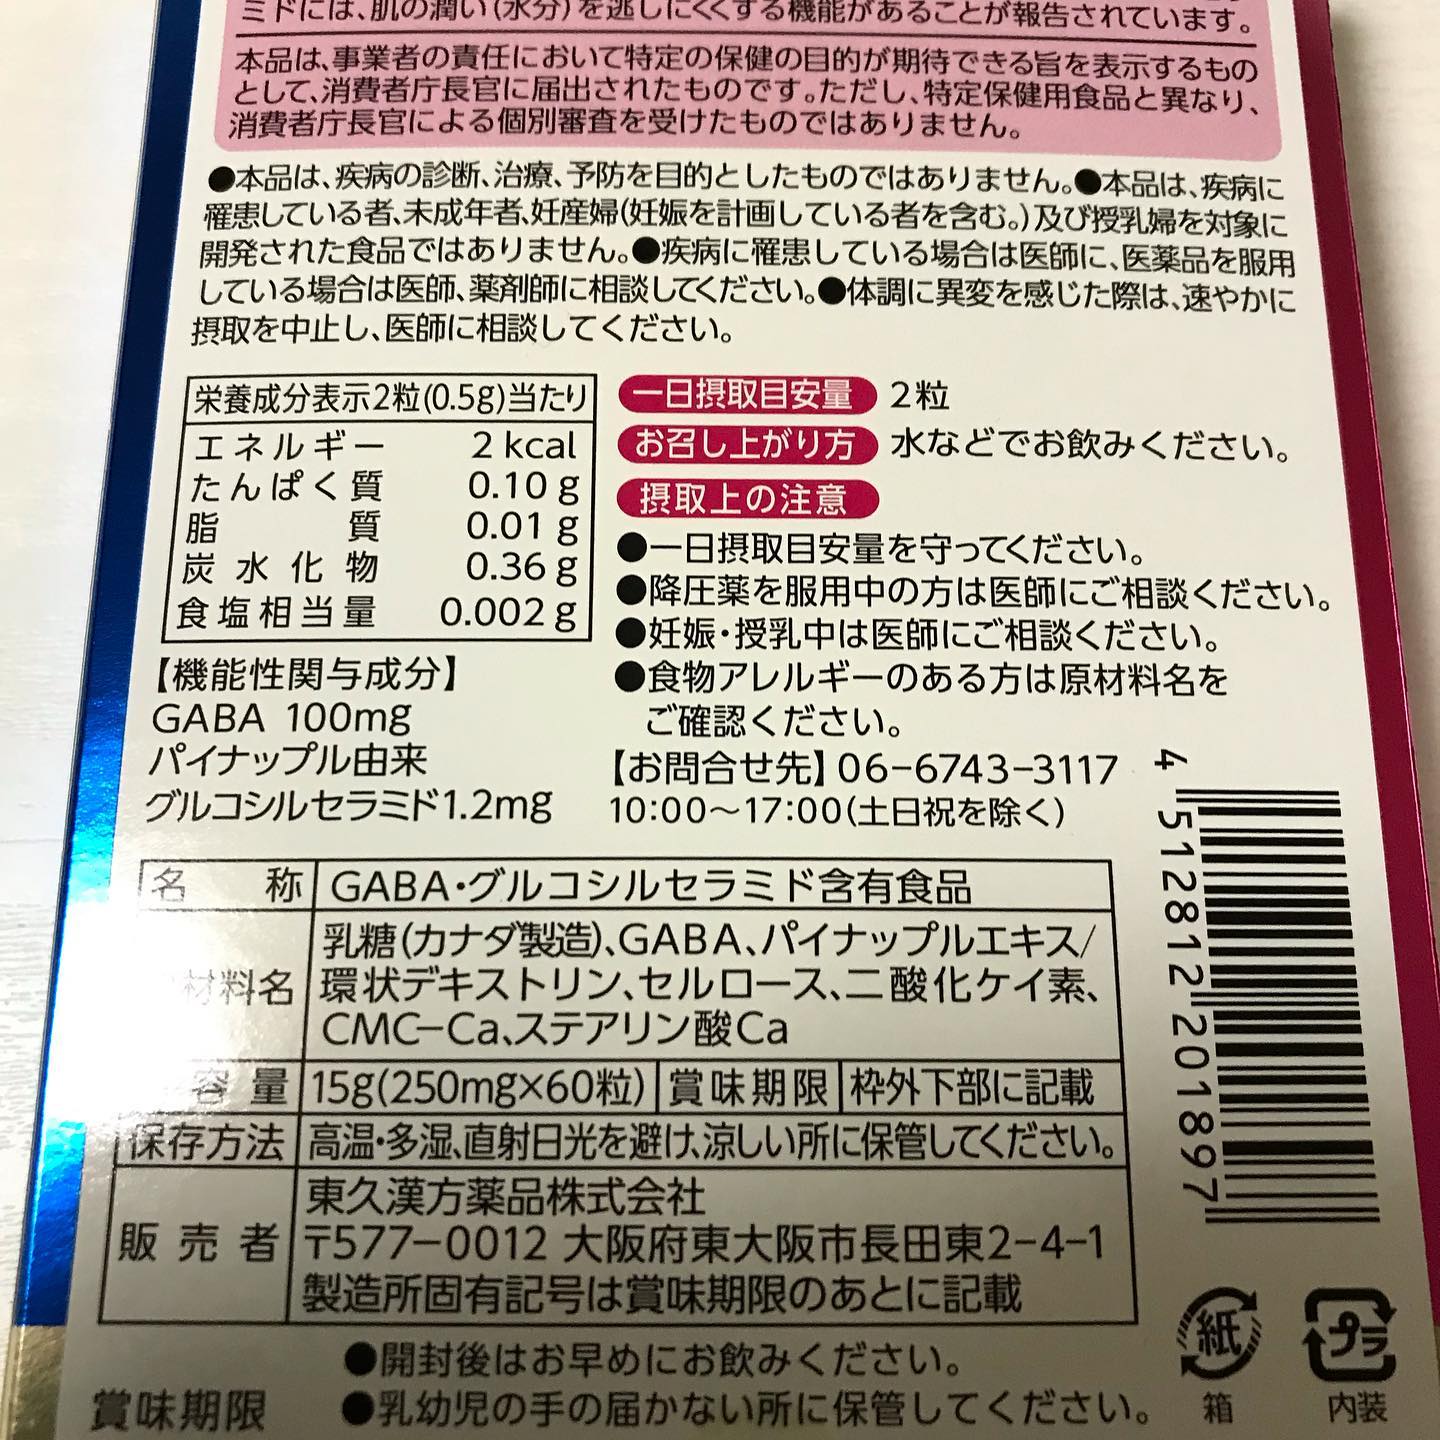 ミドには、肌の潤い(水分)を逃しにくくする機能があることが報告されています。
本品は、事業者の責任において特定の保健の目的が期待できる旨を表示するもの
として、消費者庁長官に届出されたものです。ただし、特定保健用食品と異なり、
消費者庁長官による個別審査を受けたものではありません。
●本品は、疾病の診断、治療、予防を目的としたものではありません。●本品は、疾病に
罹患している者、未成年者、妊産婦(妊娠を計画している者を含む。)及び授乳婦を対象に
開発された食品ではありません。●疾病に罹患している場合は医師に、医薬品を服用
している場合は医師、薬剤師に相談してください。●体調に異変を感じた際は、速やかに
摂取を中止し、医師に相談してください。
栄養成分表示2粒(0.5g)当たり
エネルギー 2kcal
たんぱく質 0.10g
脂質 0.01g
炭水化物 0.36g
食塩相当量 0.002g
【機能性関与成分】
GABA 100mg
パイナップル由来
グルコシルセラミド1.2mg
一日摂取目安量 2粒
お召し上がり方 水などでお飲みください。
摂取上の注意
●一日摂取目安量を守ってください。
●降圧薬を服用中の方は医師にご相談ください。
●妊娠・授乳中は医師にご相談ください。
●食物アレルギーのある方は原材料名を
ご確認ください。
【お問合せ先】06-6743-3117
10:00~17:00(土日祝を除く)
4 512812 201897
名称 GABA・グルコシルセラミド含有食品
材料名 乳糖(カナダ製造)、GABA、パイナップルエキス/
環状デキストリン、セルロース、二酸化ケイ素、
CMC-Ca、ステアリン酸Ca
容量 15g(250mg×60粒) 賞味期限 枠外下部に記載
保存方法 高温・多湿、直射日光を避け、涼しい所に保管してください。
販売者 東久漢方薬品株式会社
〒577-0012 大阪府東大阪市長田東2-4-1
製造所固有記号は賞味期限のあとに記載
●開封後はお早めにお飲みください。
賞味期限 ●乳幼児の手の届かない所に保管してください。
紙 箱
プラ 内装